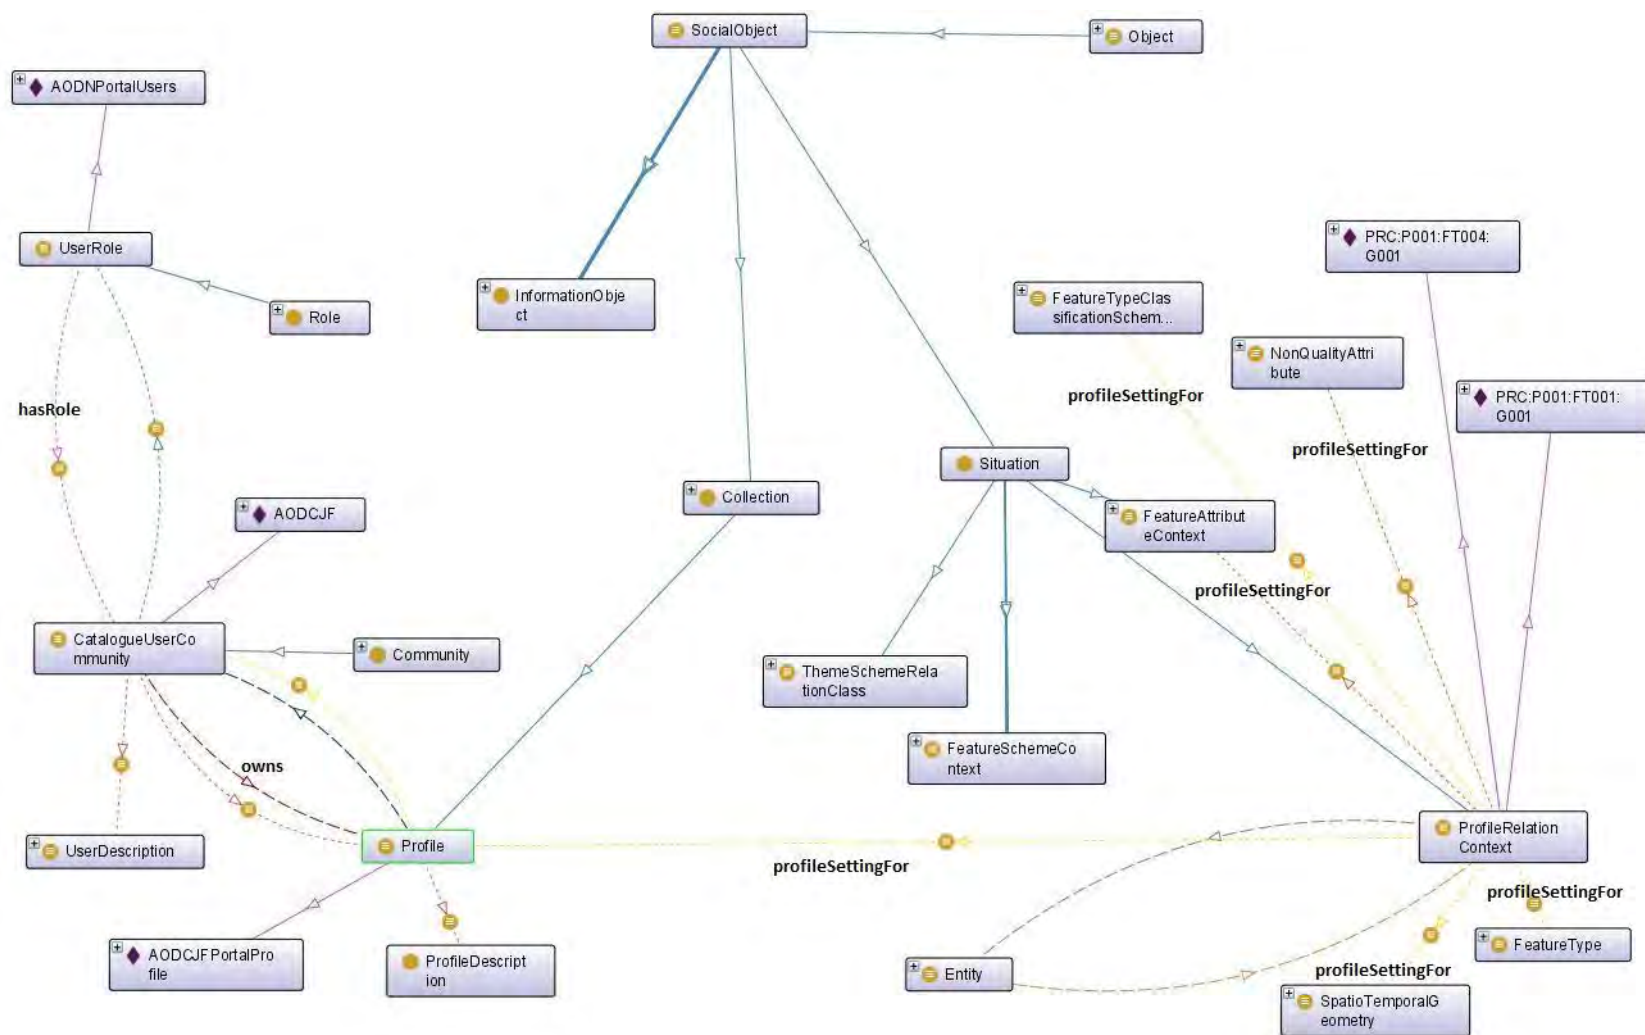 SocialObject
Object
AODNPortalUsers
UserRole
Role
InformationObje
ct
FeatureTypeClas
sificationSchem...
PRC:P001:FT004:
G001
NonQualityAttri
bute
profileSettingFor
PRC:P001:FT001:
G001
hasRole
profileSettingFor
Situation
Collection
AODCJF
FeatureAttribut
eContext
profileSettingFor
CatalogueUserCo
mmunity
Community
ThemeSchemeRela
tionClass
FeatureSchemeCo
ntext
owns
UserDescription
Profile
profileSettingFor
ProfileRelation
Context
profileSettingFor
AODCJFPortalPro
file
ProfileDescript
ion
Entity
FeatureType
profileSettingFor
SpatioTemporalG
eometry